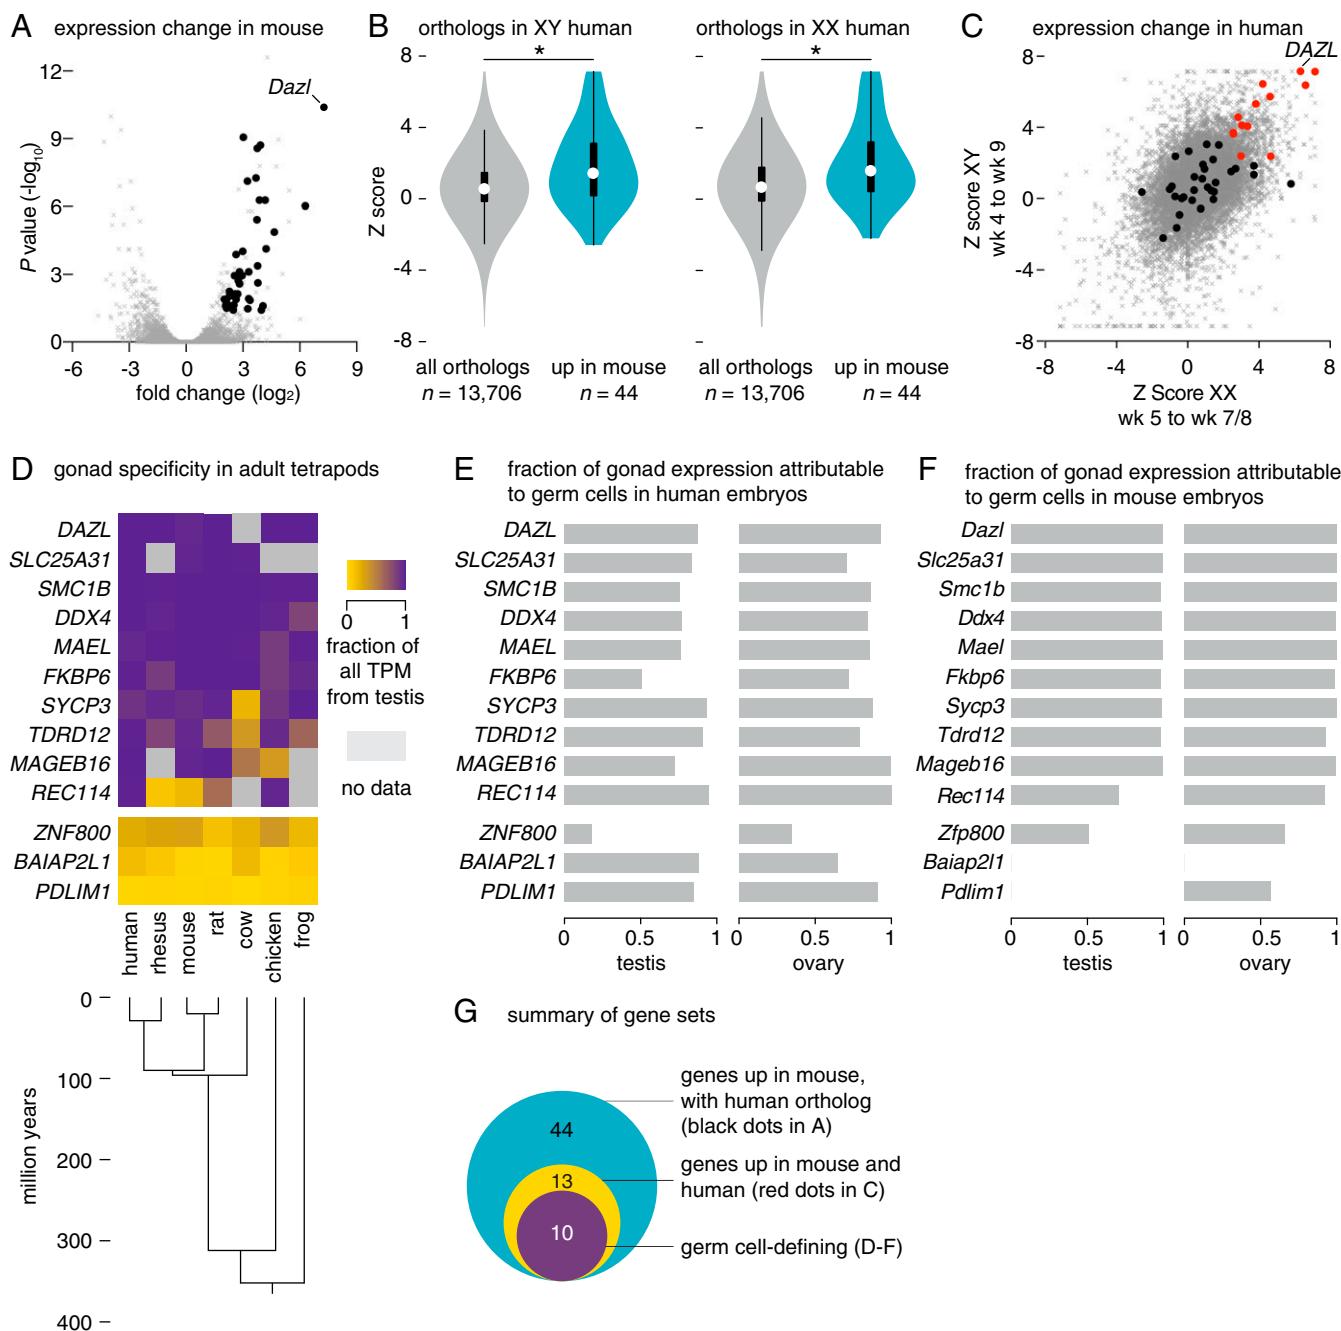 A expression change in mouse
12
9
6
3
0
P value (-log10)
Dazl
-6 -3 0 3 6 9
fold change (log2)
B orthologs in XY human
orthologs in XX human
*
*
8
4
0
-4
-8
Z score
all orthologs
n = 13,706
up in mouse
n = 44
all orthologs
n = 13,706
up in mouse
n = 44
C expression change in human
DAZL
8
4
0
-4
-8
Z score XY
wk 4 to wk 9
-8 -4 0 4 8
Z Score XX
wk 5 to wk 7/8
D gonad specificity in adult tetrapods
DAZL
SLC25A31
SMC1B
DDX4
MAEL
FKBP6
SYCP3
TDRD12
MAGEB16
REC114
ZNF800
BAIAP2L1
PDLIM1
human
rhesus
mouse
rat
cow
chicken
frog
0 1
fraction of
all TPM
from testis
no data
0
100
200
300
400
million years
E fraction of gonad expression attributable
to germ cells in human embryos
DAZL
SLC25A31
SMC1B
DDX4
MAEL
FKBP6
SYCP3
TDRD12
MAGEB16
REC114
ZNF800
BAIAP2L1
PDLIM1
0 1 0 1
testis
ovary
F fraction of gonad expression attributable
to germ cells in mouse embryos
Dazl
Slc25a31
Smc1b
Ddx4
Mael
Fkbp6
Sycp3
Tdrd12
Mageb16
Rec114
Zfp800
Baiap2l1
Pdlim1
0 1 0 1
testis
ovary
G summary of gene sets
44
13
10
genes up in mouse,
with human ortholog
(black dots in A)
genes up in mouse and
human (red dots in C)
germ cell-defining (D-F)